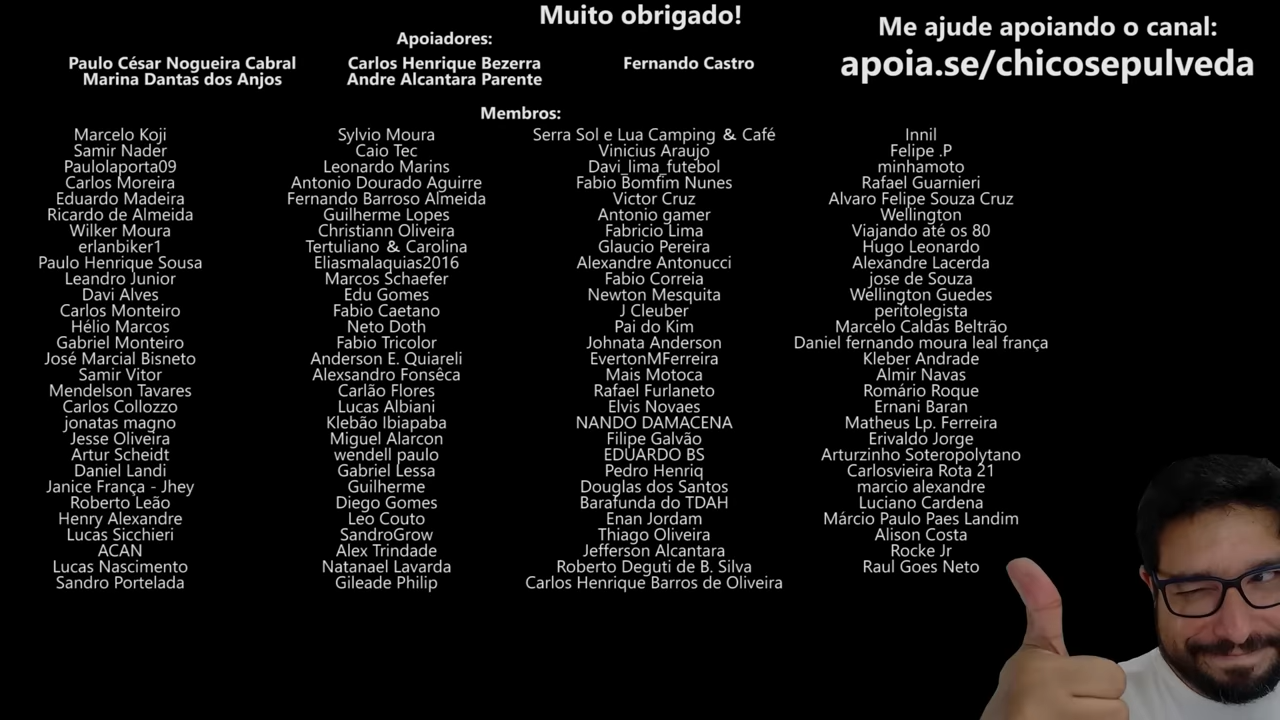 Muito obrigado!
Me ajude apoiando o canal:
apoia.se/chicosepulveda
Apoiadores:
Paulo César Nogueira Cabral
Marina Dantas dos Anjos
Carlos Henrique Bezerra
Andre Alcantara Parente
Fernando Castro
Membros:
Marcelo Koji
Samir Nader
Paulolaporta09
Carlos Moreira
Eduardo Madeira
Ricardo de Almeida
Wilker Moura
erlanbiker1
Paulo Henrique Sousa
Leandro Junior
Davi Alves
Carlos Monteiro
Hélio Marcos
Gabriel Monteiro
José Marcial Bisneto
Samir Vitor
Mendelson Tavares
Carlos Collozzo
jonatas magno
Jesse Oliveira
Artur Scheidt
Daniel Landi
Janice França - Jhey
Roberto Leão
Henry Alexandre
Lucas Sicchieri
ACAN
Lucas Nascimento
Sandro Portelada
Sylvio Moura
Caio Tec
Leonardo Marins
Antonio Dourado Aguirre
Fernando Barroso Almeida
Guilherme Lopes
Christiann Oliveira
Tertuliano & Carolina
Eliasmalaquias2016
Marcos Schaefer
Edu Gomes
Fabio Caetano
Neto Doth
Fabio Tricolor
Anderson E. Quiareli
Alexsandro Fonsêca
Carlão Flores
Lucas Albiani
Klebão Ibiapaba
Miguel Alarcon
wendell paulo
Gabriel Lessa
Guilherme
Diego Gomes
Leo Couto
SandroGrow
Alex Trindade
Natanael Lavarda
Gileade Philip
Serra Sol e Lua Camping & Café
Vinicius Araujo
Davi_lima_futebol
Fabio Bomfim Nunes
Victor Cruz
Antonio gamer
Fabricio Lima
Glaucio Pereira
Alexandre Antonucci
Fabio Correia
Newton Mesquita
J Cleuber
Pai do Kim
Johnata Anderson
EvertonMFerreira
Mais Motoca
Rafael Furlaneto
Elvis Novaes
NANDO DAMACENA
Filipe Galvão
EDUARDO BS
Pedro Henriq
Douglas dos Santos
Barafunda do TDAH
Enan Jordam
Thiago Oliveira
Jefferson Alcantara
Roberto Deguti de B. Silva
Carlos Henrique Barros de Oliveira
Innil
Felipe .P
minhamoto
Rafael Guarnieri
Alvaro Felipe Souza Cruz
Wellington
Viajando até os 80
Hugo Leonardo
Alexandre Lacerda
jose de Souza
Wellington Guedes
peritolegista
Marcelo Caldas Beltrão
Daniel fernando moura leal frança
Kleber Andrade
Almir Navas
Romário Roque
Ernani Baran
Matheus Lp. Ferreira
Erivaldo Jorge
Arturzinho Soteropolytano
Carlosvieira Rota 21
marcio alexandre
Luciano Cardena
Márcio Paulo Paes Landim
Alison Costa
Rocke Jr
Raul Goes Neto